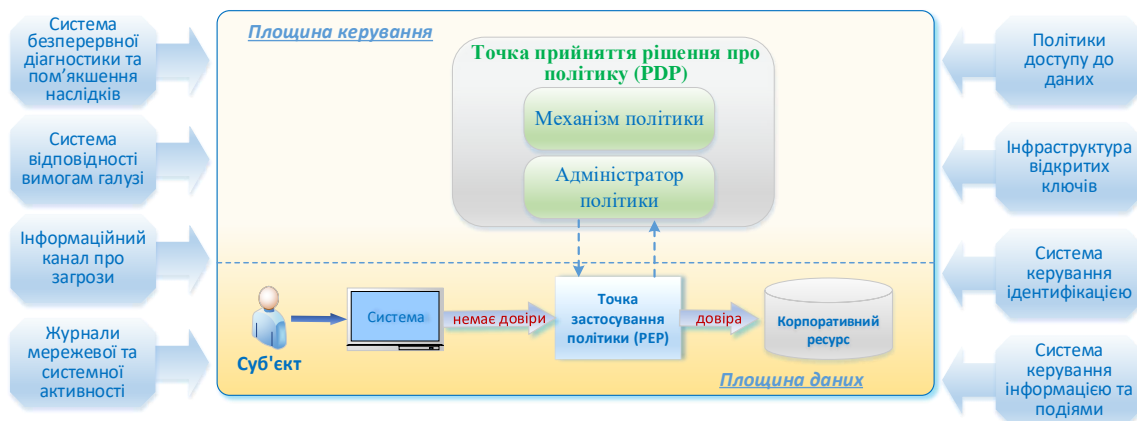 Система
безперервної
діагностики та
пом’якшення
наслідків
Система
відповідності
вимогам галузі
Інформаційний
канал про
загрози
Журнали
мережевої та
системної
активності
Площина керування
Точка прийняття рішення про
політику (PDP)
Механізм політики
Адміністратор
політики
Суб'єкт
Система
немає довіри
Точка
застосування
політики (PEP)
довіра
Корпоративний
ресурс
Площина даних
Політики
доступу до
даних
Інфраструктура
відкритих
ключів
Система
керування
ідентифікацією
Система
керування
інформацією та
подіями